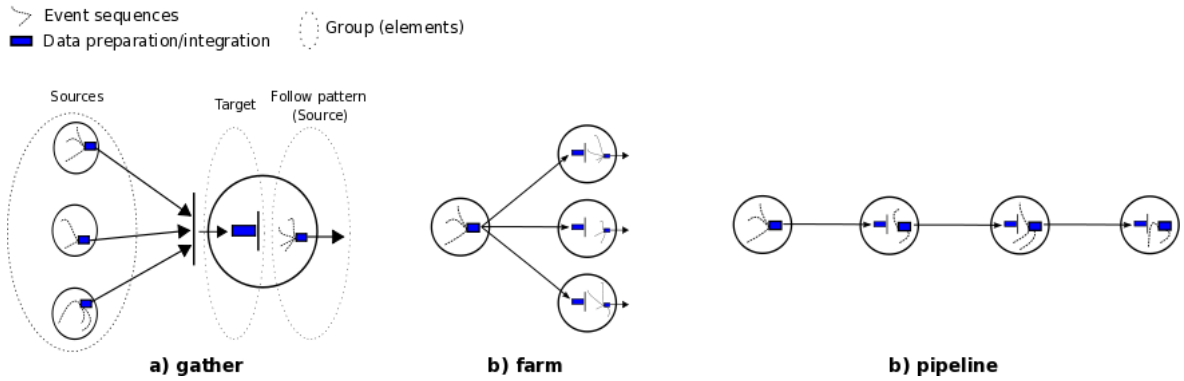 Event sequences
Data preparation/integration
Group (elements)
Sources
Target
Follow pattern
(Source)
a) gather
b) farm
b) pipeline